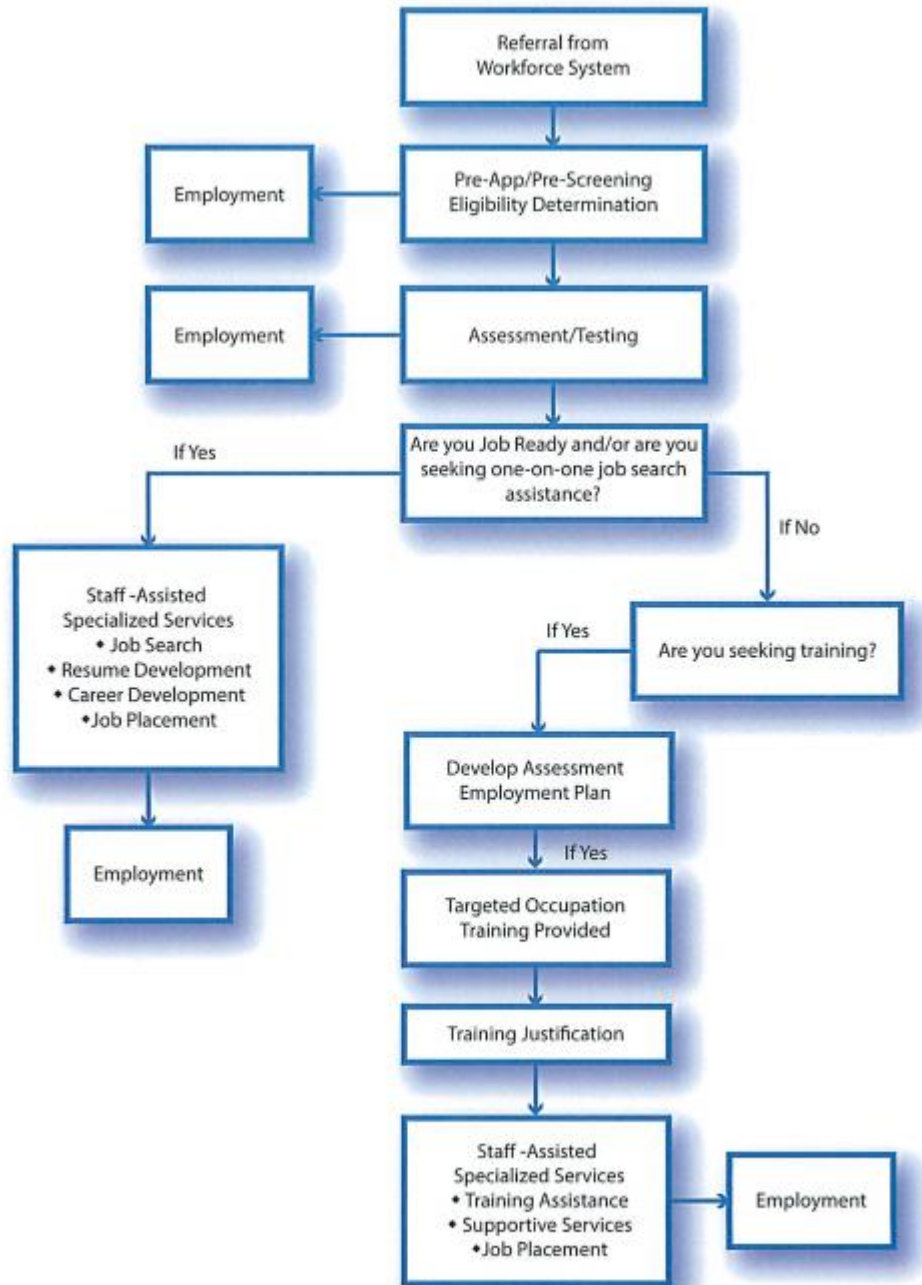 Referral from
Workforce System
Employment
Pre-App/Pre-Screening
Eligibility Determination
Employment
Assessment/Testing
If Yes
Are you Job Ready and/or are you
seeking one-on-one job search
assistance?
If No
Staff -Assisted
Specialized Services
• Job Search
• Resume Development
• Career Development
•Job Placement
If Yes
Are you seeking training?
Develop Assessment
Employment Plan
Employment
If Yes
Targeted Occupation
Training Provided
Training Justification
Staff -Assisted
Specialized Services
• Training Assistance
• Supportive Services
•Job Placement
Employment